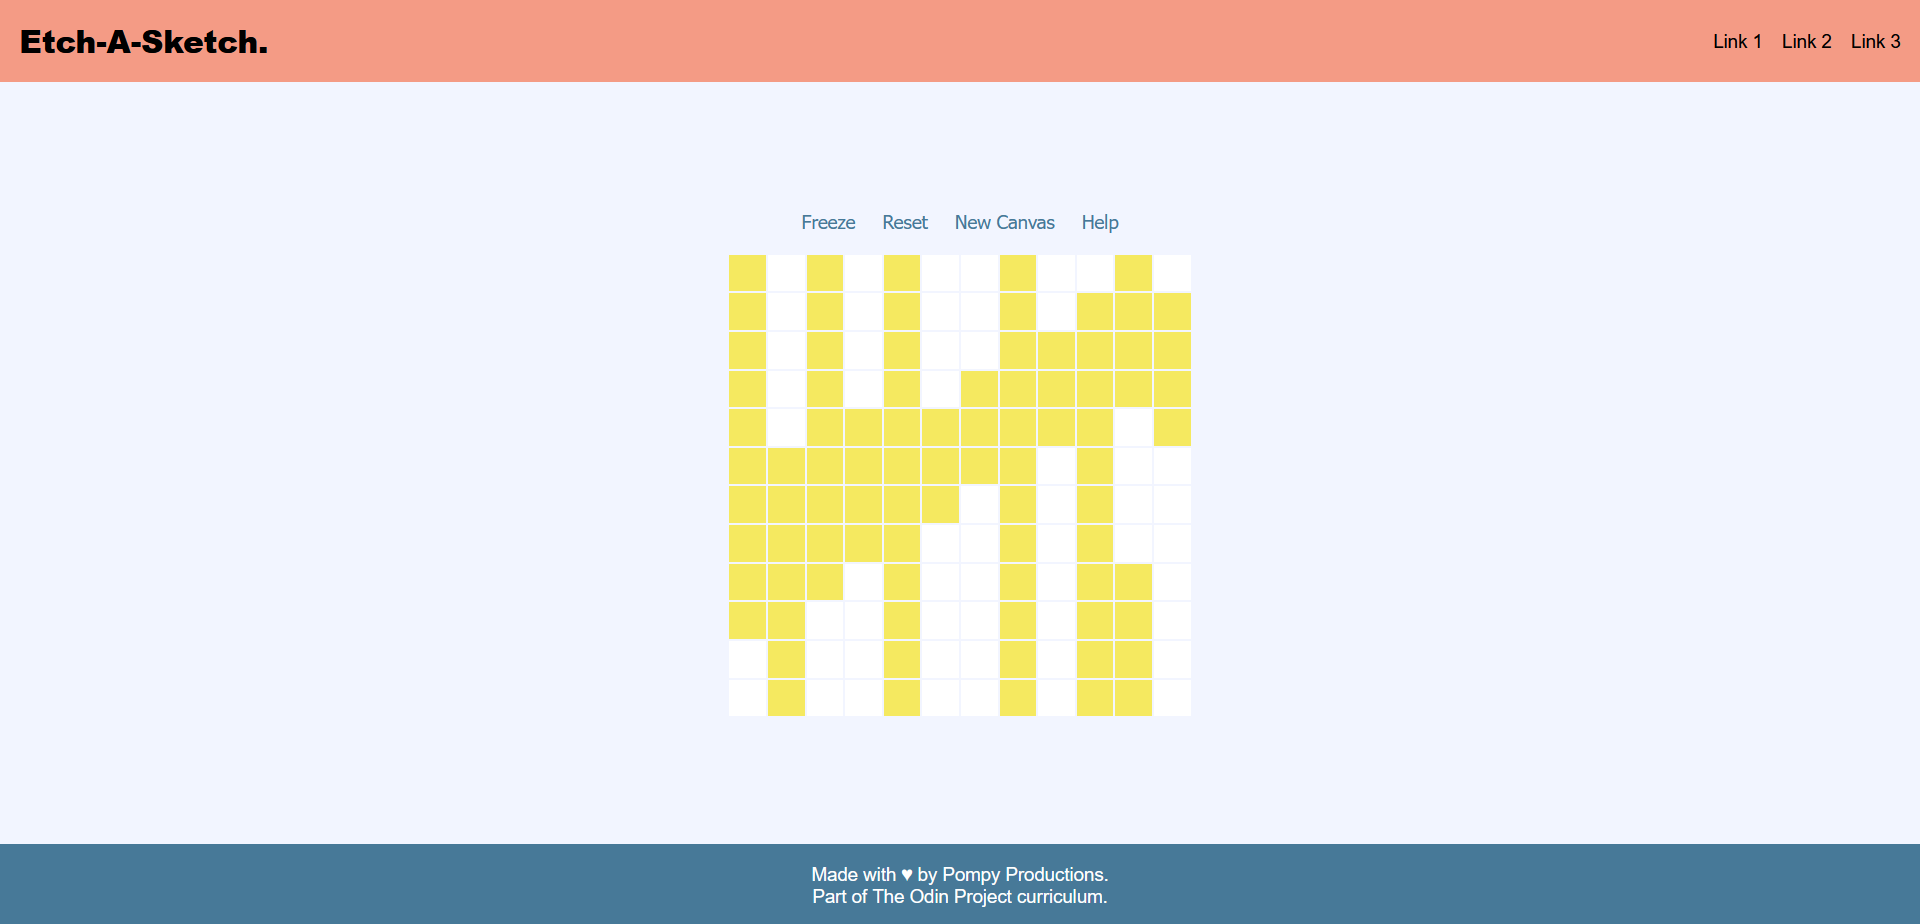 Etch-A-Sketch.
Link 1 Link 2 Link 3
Freeze Reset New Canvas Help
Made with ♥ by Pompy Productions.
Part of The Odin Project curriculum.